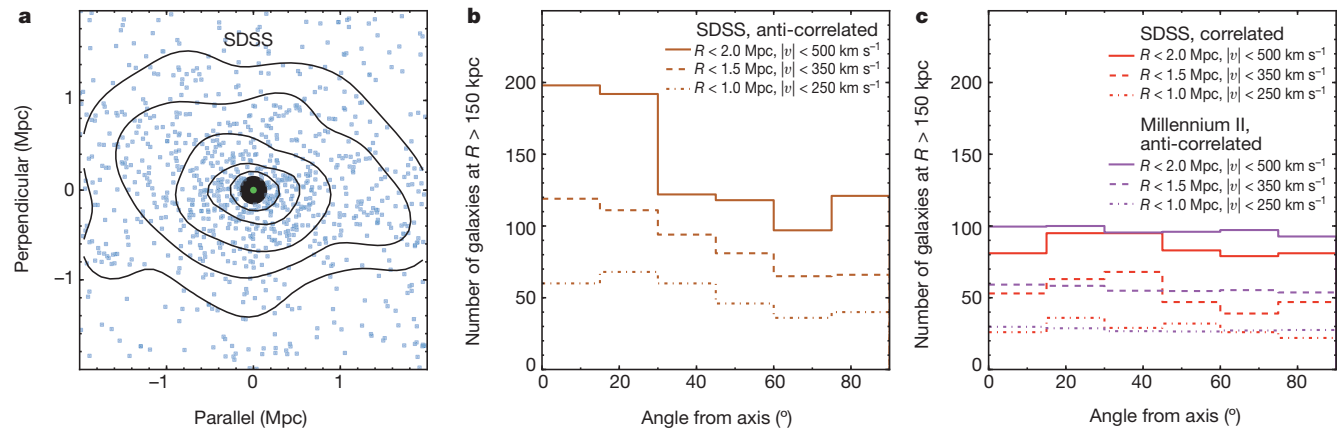 a
SDSS
Perpendicular (Mpc)
1
0
−1
−1
0
1
Parallel (Mpc)
b
SDSS, anti-correlated
R < 2.0 Mpc, |v| < 500 km s⁻¹
R < 1.5 Mpc, |v| < 350 km s⁻¹
R < 1.0 Mpc, |v| < 250 km s⁻¹
Number of galaxies at R > 150 kpc
200
150
100
50
0
0
20
40
60
80
Angle from axis (º)
c
SDSS, correlated
R < 2.0 Mpc, |v| < 500 km s⁻¹
R < 1.5 Mpc, |v| < 350 km s⁻¹
R < 1.0 Mpc, |v| < 250 km s⁻¹
Millennium II,
anti-correlated
R < 2.0 Mpc, |v| < 500 km s⁻¹
R < 1.5 Mpc, |v| < 350 km s⁻¹
R < 1.0 Mpc, |v| < 250 km s⁻¹
Number of galaxies at R > 150 kpc
200
150
100
50
0
0
20
40
60
80
Angle from axis (º)